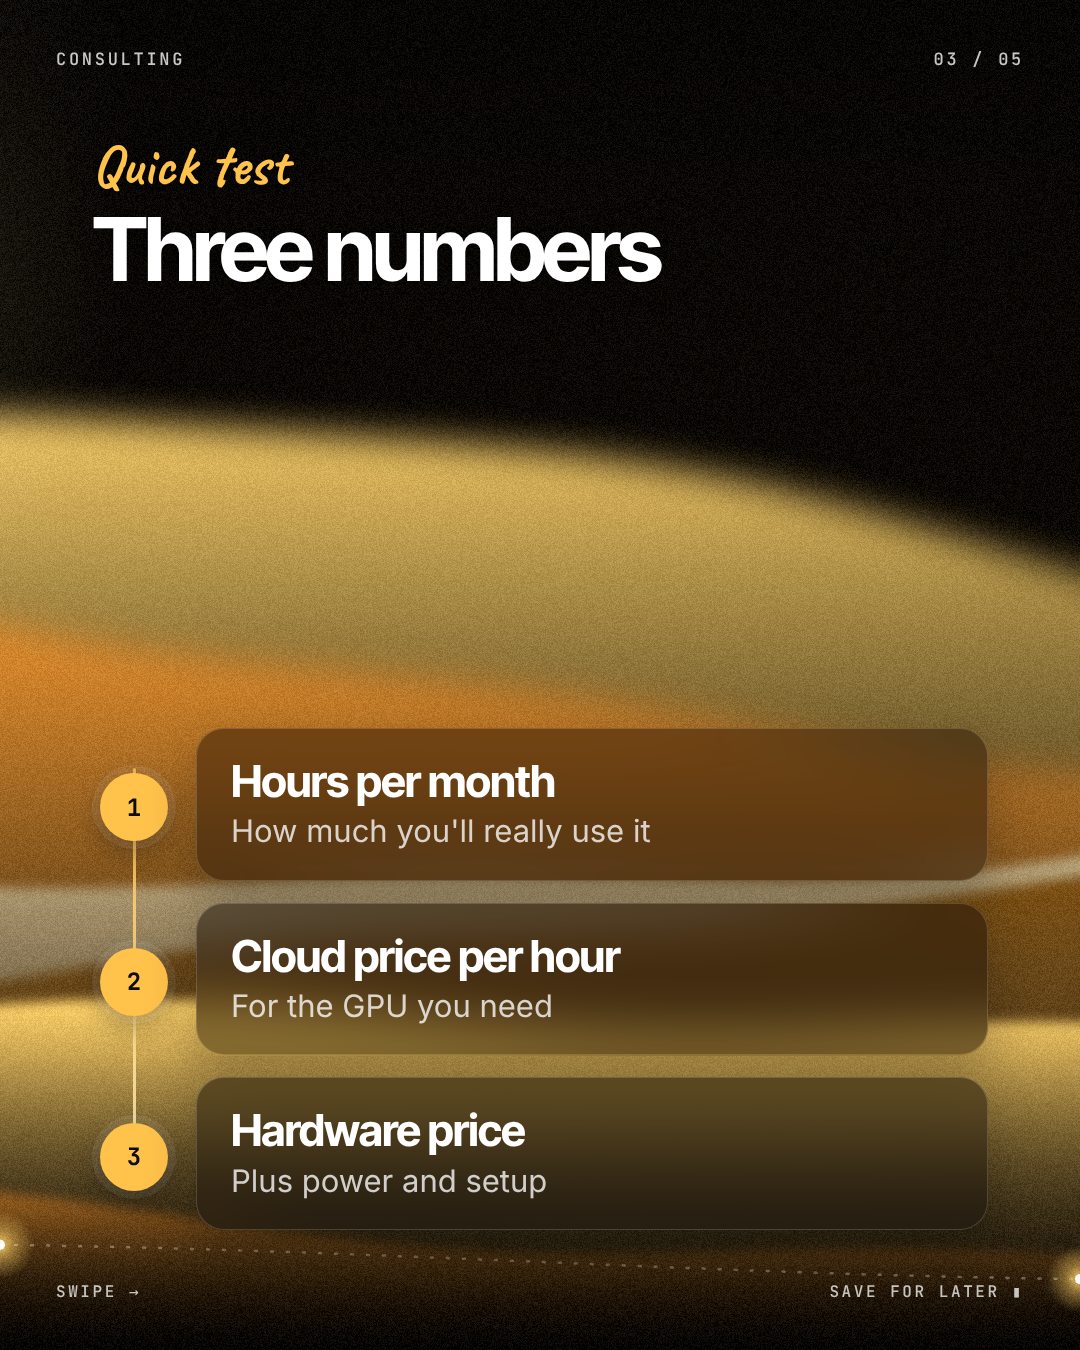 CONSULTING
03 / 05
Quick test
Three numbers
1
Hours per month
How much you'll really use it
2
Cloud price per hour
For the GPU you need
3
Hardware price
Plus power and setup
SWIPE →
SAVE FOR LATER ▮